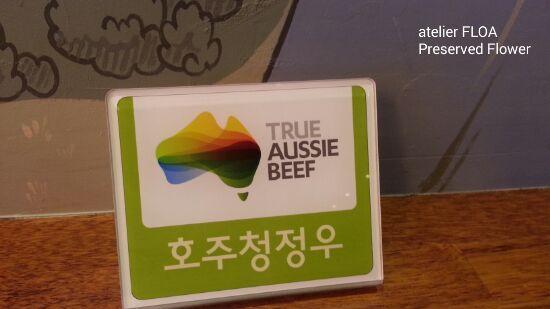 atelier FLOA
Preserved Flower
TRUE
AUSSIE
BEEF
호주청정우